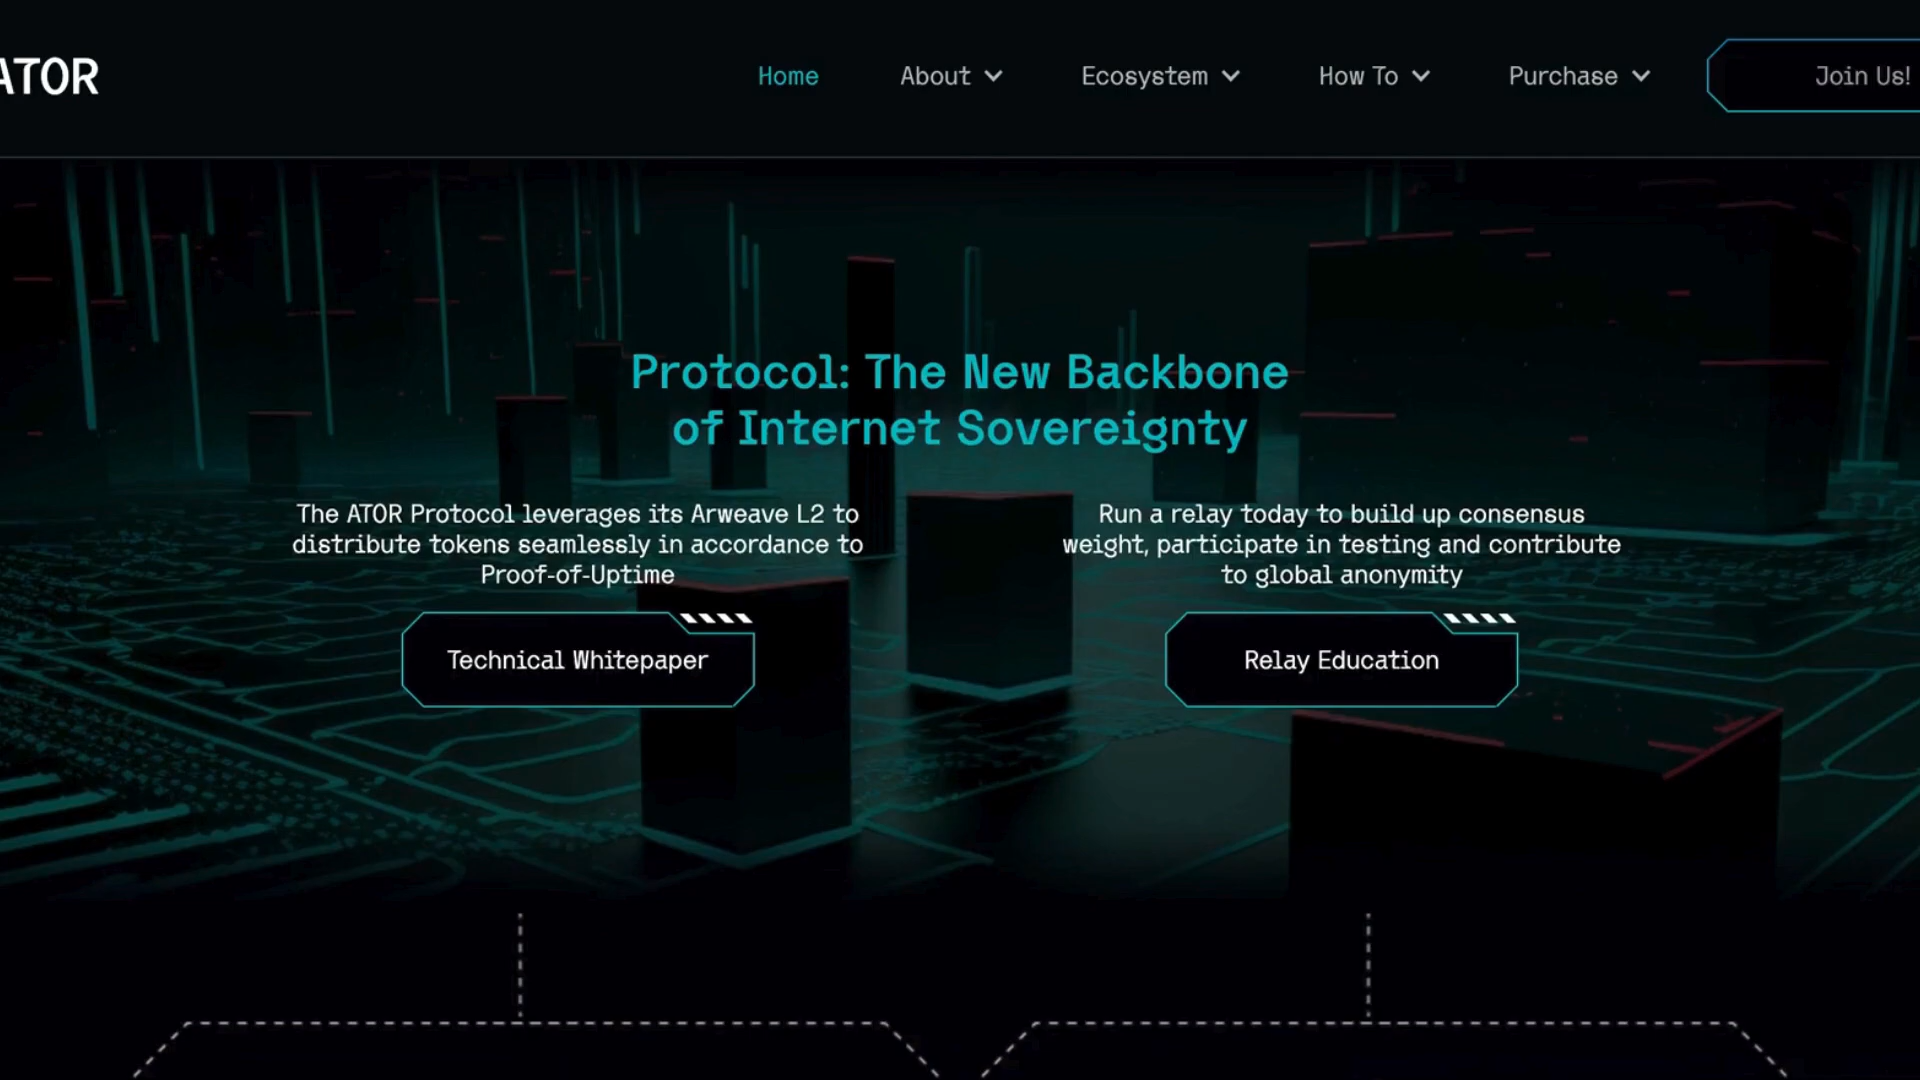 ATOR
Home
About
Ecosystem
How To
Purchase
Join Us!
Protocol: The New Backbone
of Internet Sovereignty
The ATOR Protocol leverages its Arweave L2 to
distribute tokens seamlessly in accordance to
Proof-of-Uptime
Technical Whitepaper
Run a relay today to build up consensus
weight, participate in testing and contribute
to global anonymity
Relay Education